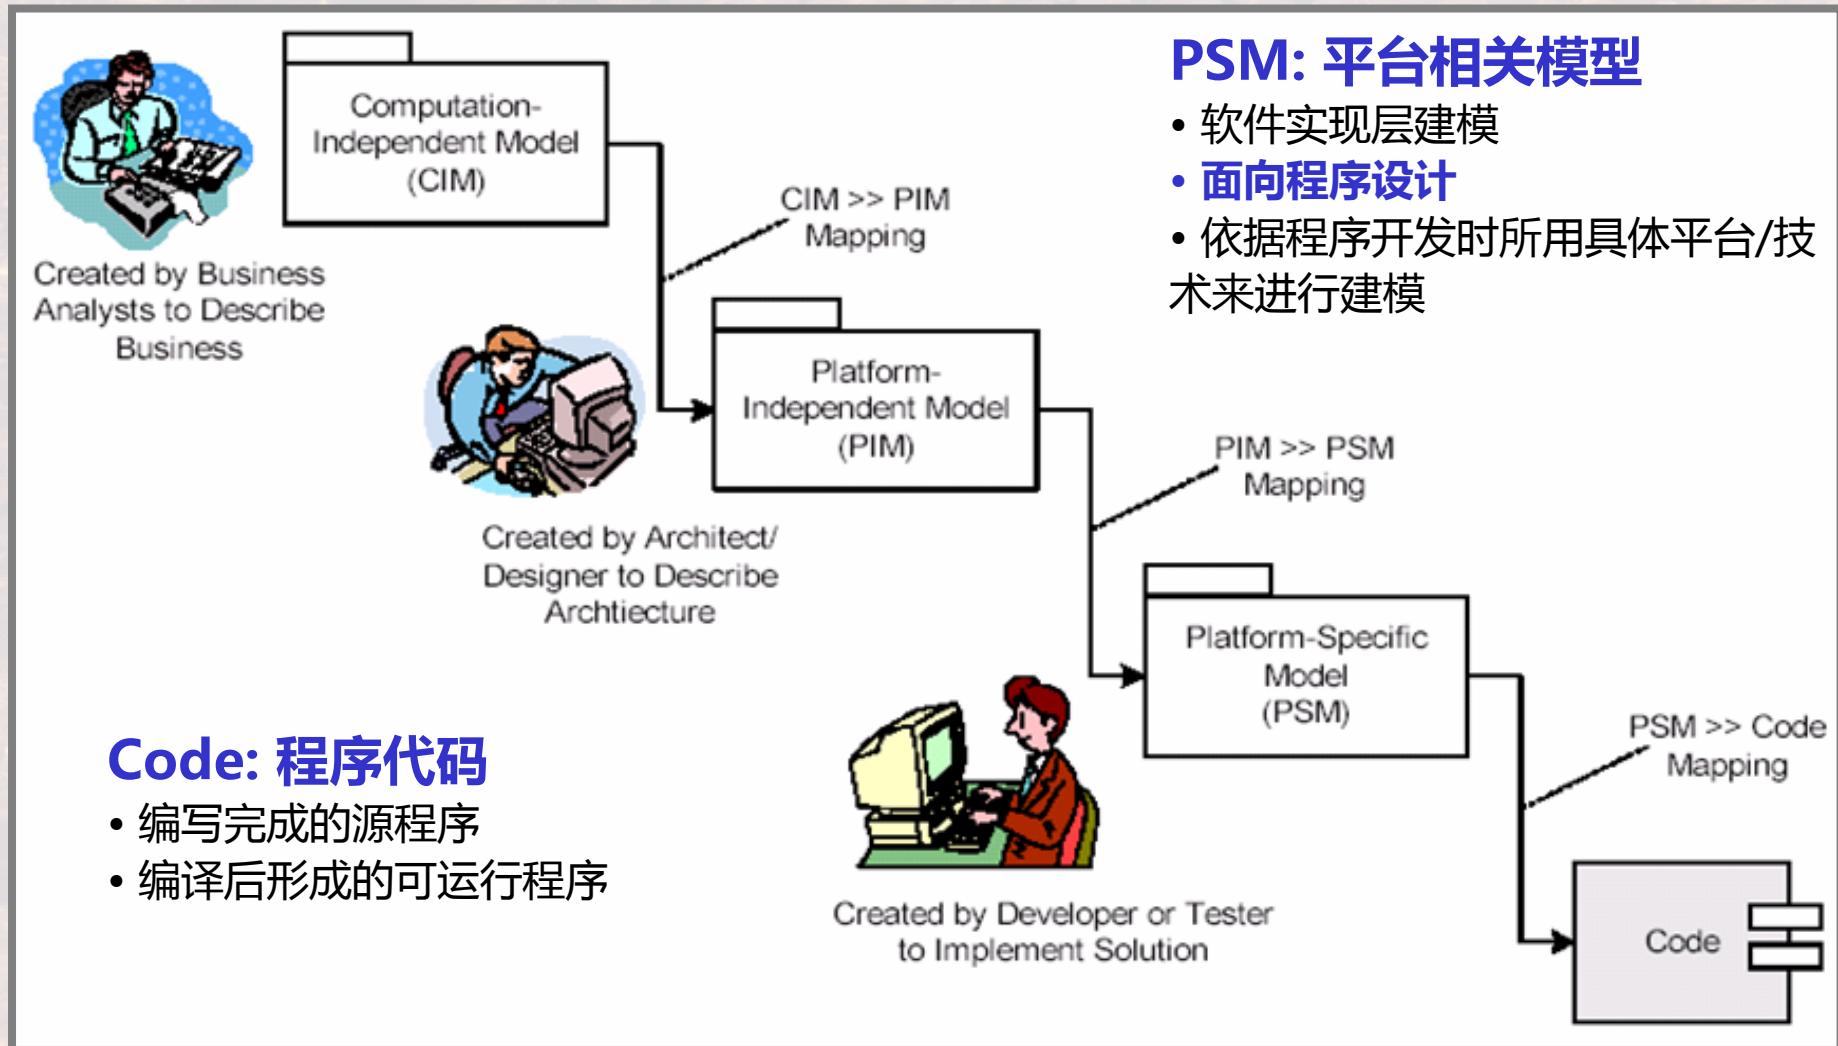 Computation-
Independent Model
(CIM)
Created by Business
Analysts to Describe
Business
CIM >> PIM
Mapping
PSM: 平台相关模型
• 软件实现层建模
• 面向程序设计
• 依据程序开发时所用具体平台/技
术来进行建模
Platform-
Independent Model
(PIM)
Created by Architect/
Designer to Describe
Archtiecture
PIM >> PSM
Mapping
Platform-Specific
Model
(PSM)
Created by Developer or Tester
to Implement Solution
PSM >> Code
Mapping
Code: 程序代码
• 编写完成的源程序
• 编译后形成的可运行程序
Code